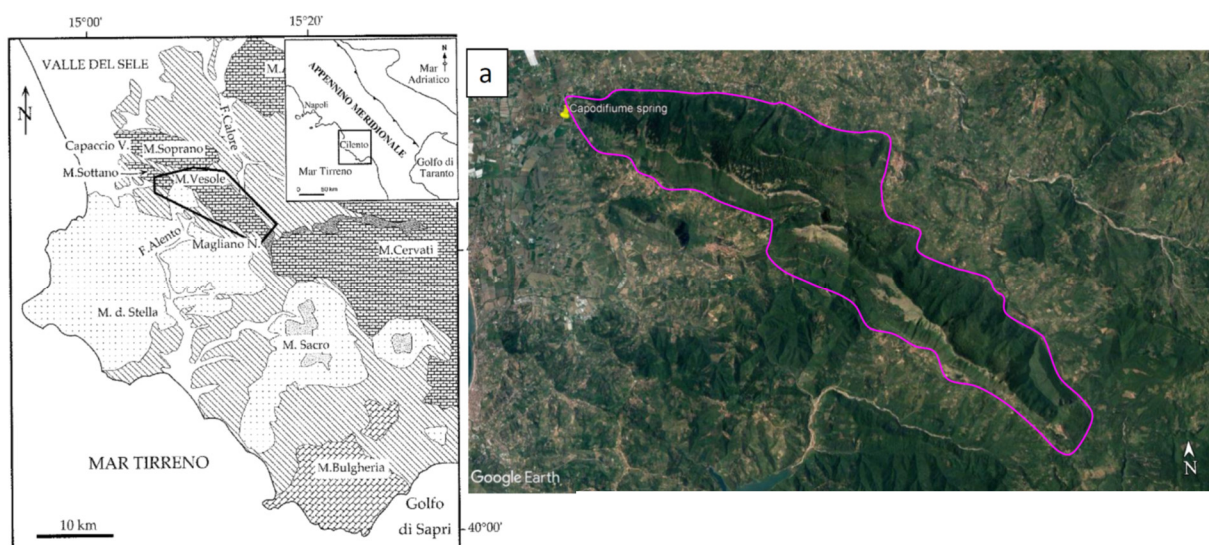 15°00'
15°20'
VALLE DEL SELE
N
Capaccio V.
M.Soprano
M.Sottano
M.Vesole
F. Calore
F.Alento
Magliano N.
M.Cervati
M. d. Stella
M. Sacro
M.Bulgheria
MAR TIRRENO
Golfo
di Sapri
10 km
40°00'
N
Mar
Adriatico
APPENNINO MERIDIONALE
Napoli
Cilento
Golfo di
Taranto
Mar Tirreno
0
50 km
a
Capodifiume spring
Google Earth
N